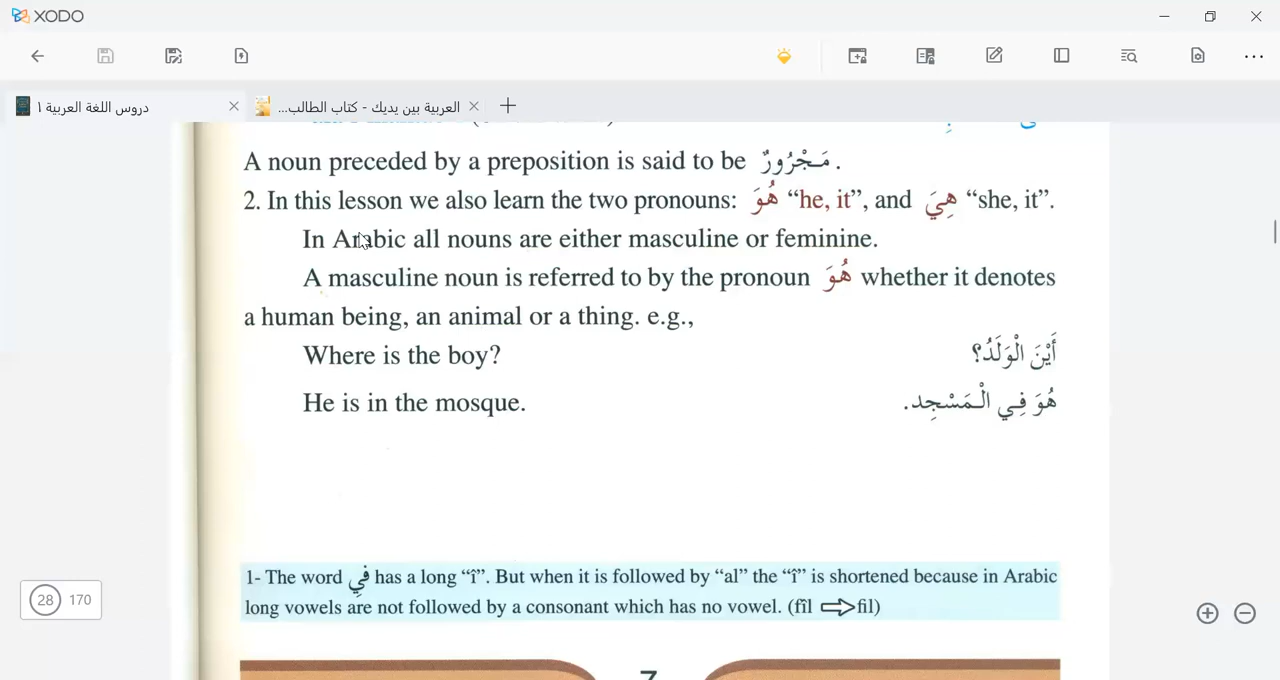 XODO
دروس اللغة العربية ١
العربية بين يديك - كتاب الطالب...
A noun preceded by a preposition is said to be مَجْرُورٌ.
2. In this lesson we also learn the two pronouns: هُوَ “he, it”, and هِيَ “she, it”.
In Arabic all nouns are either masculine or feminine.
A masculine noun is referred to by the pronoun هُوَ whether it denotes
a human being, an animal or a thing. e.g.,
Where is the boy? أَيْنَ الْوَلَدُ؟
He is in the mosque. هُوَ فِي الْمَسْجِد.
1- The word فِي has a long “î”. But when it is followed by “al” the “î” is shortened because in Arabic
long vowels are not followed by a consonant which has no vowel. (fîl ⇨ fil)
28 170
7